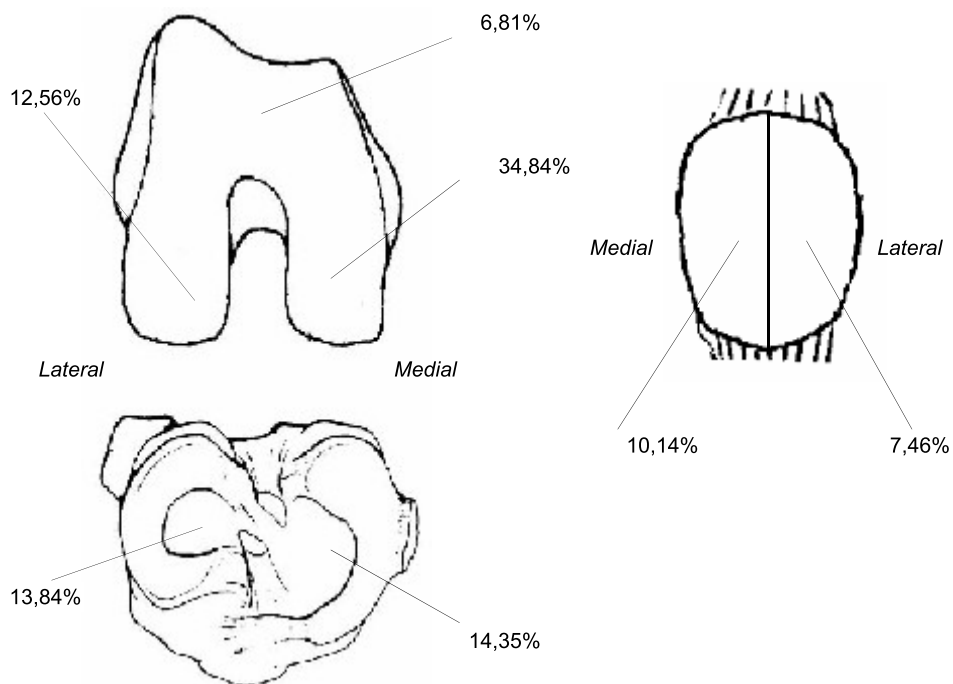 6,81%
12,56%
34,84%
Medial
Lateral
Lateral
Medial
10,14%
7,46%
13,84%
14,35%